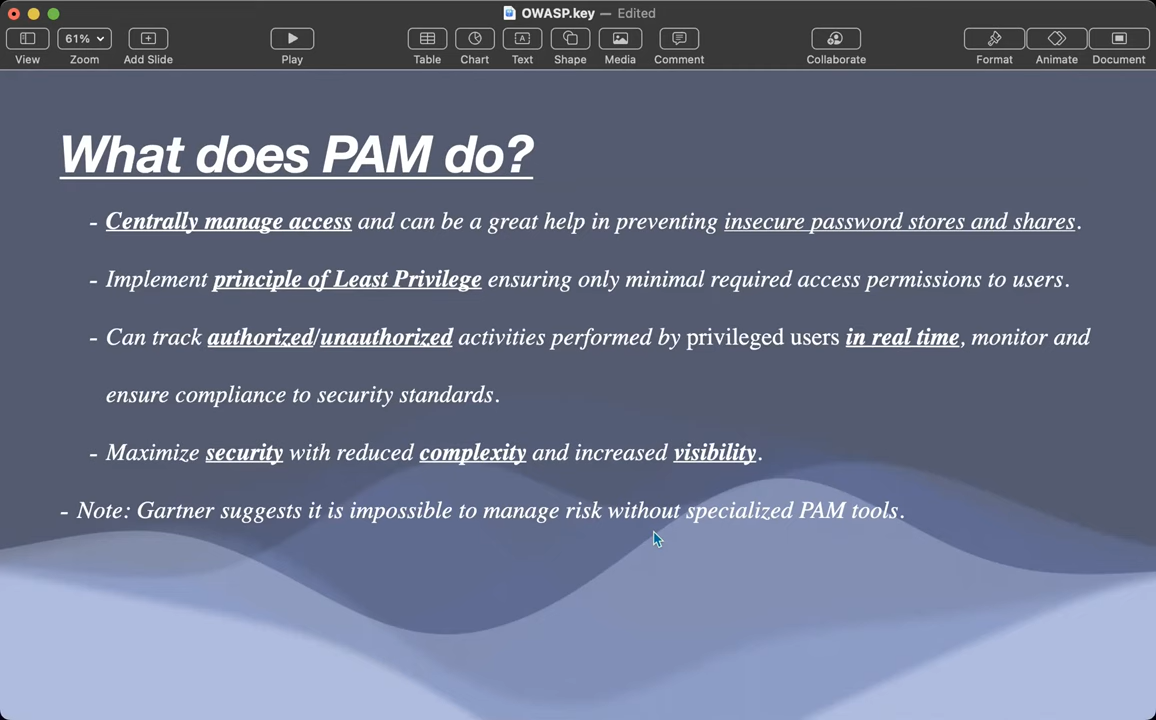 OWASP.key — Edited
61%
View Zoom Add Slide Play Table Chart Text Shape Media Comment Collaborate Format Animate Document
What does PAM do?
- Centrally manage access and can be a great help in preventing insecure password stores and shares.
- Implement principle of Least Privilege ensuring only minimal required access permissions to users.
- Can track authorized/unauthorized activities performed by privileged users in real time, monitor and
ensure compliance to security standards.
- Maximize security with reduced complexity and increased visibility.
- Note: Gartner suggests it is impossible to manage risk without specialized PAM tools.